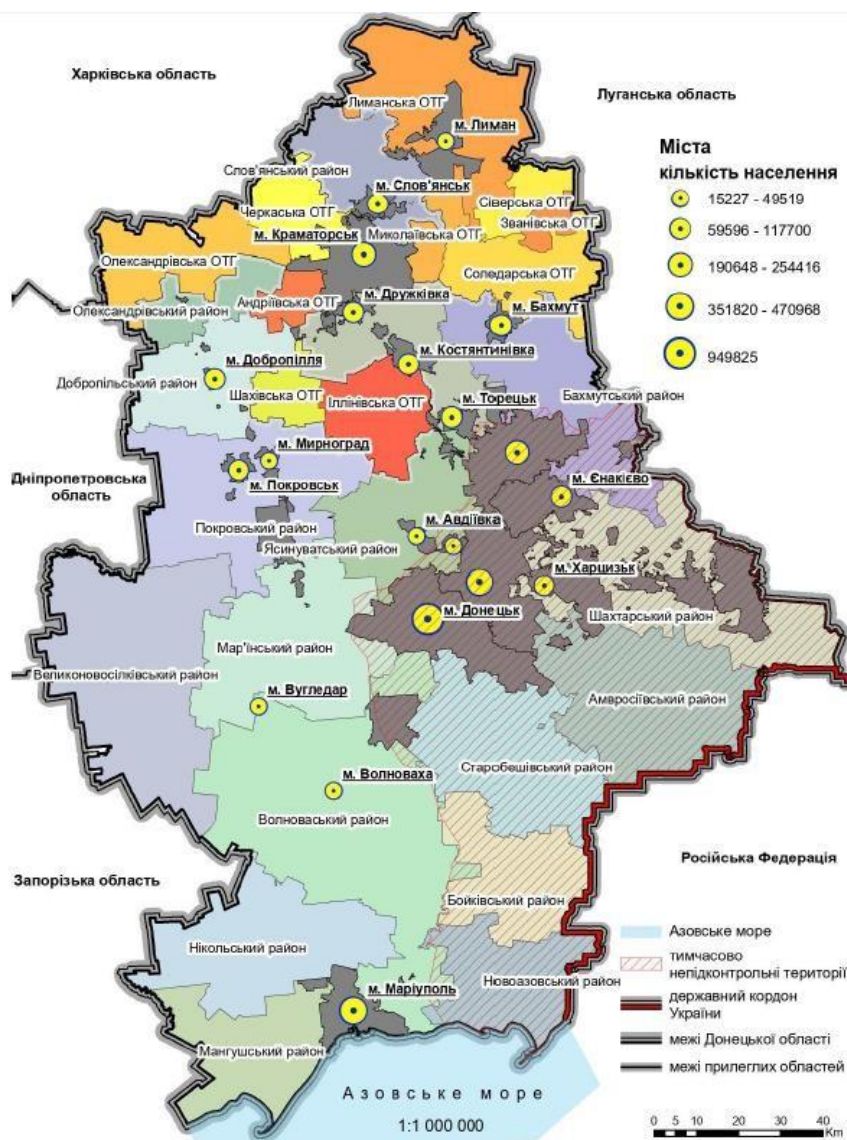 Харківська область
Луганська область
Лиманська ОТГ
м. Лиман
Міста
кількість населення
15227 - 49519
59596 - 117700
190648 - 254416
351820 - 470968
949825
Слов'янський район
м. Слов'янськ
Сіверська ОТГ
Черкаська ОТГ
Званівська ОТГ
м. Краматорськ
Миколаївська ОТГ
Олександрівська ОТГ
Соледарська ОТГ
Андріївська ОТГ
м. Дружківка
м. Бахмут
Олександрівський район
м. Добропілля
м. Костянтинівка
Добропільський район
Шахівська ОТГ
Іллінівська ОТГ
м. Торецьк
Бахмутський район
м. Мирноград
Дніпропетровська
область
м. Покровськ
м. Єнакієво
Покровський район
м. Авдіївка
Ясинуватський район
м. Харцизьк
м. Донецьк
Шахтарський район
Мар'їнський район
Великоновосілківський район
м. Вугледар
Амвросіївський район
м. Волноваха
Старобешівський район
Волноваський район
Запорізька область
Російська Федерація
Бойківський район
Нікольський район
Новоазовський район
м. Маріуполь
Мангушський район
Азовське море
тимчасово
непідконтрольні території
державний кордон
України
межі Донецької області
межі прилеглих областей
Азовське море
1:1 000 000
0 5 10 20 30 40
Km